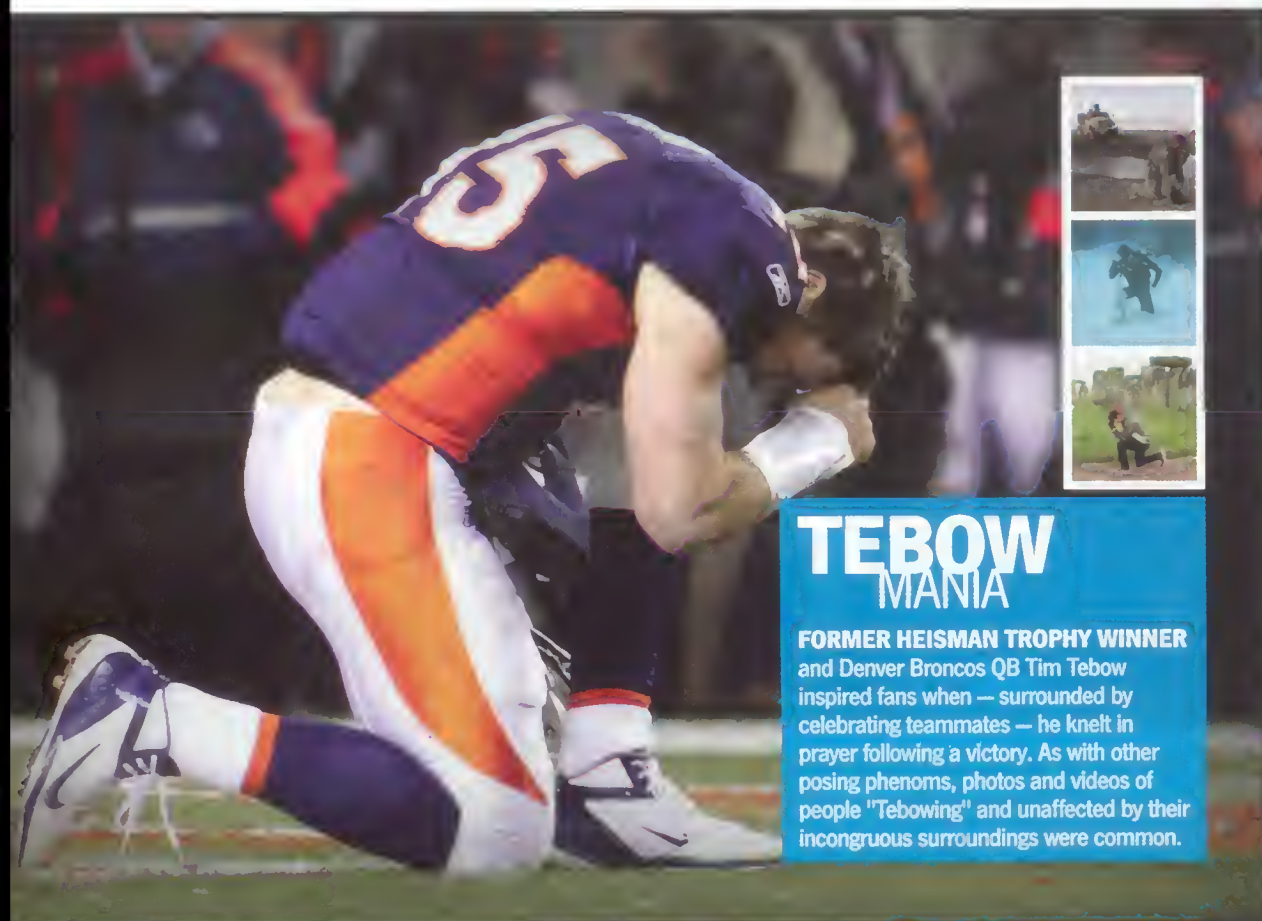 5
TEBOW
MANIA
FORMER HEISMAN TROPHY WINNER
and Denver Broncos QB Tim Tebow
inspired fans when — surrounded by
celebrating teammates — he knelt in
prayer following a victory. As with other
posing phenoms, photos and videos of
people "Tebowing" and unaffected by their
incongruous surroundings were common.